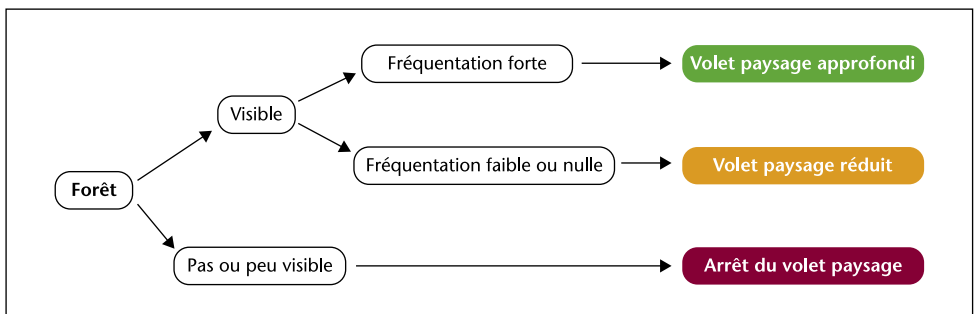 Fréquentation forte
Volet paysage approfondi
Visible
Fréquentation faible ou nulle
Volet paysage réduit
Forêt
Pas ou peu visible
Arrêt du volet paysage